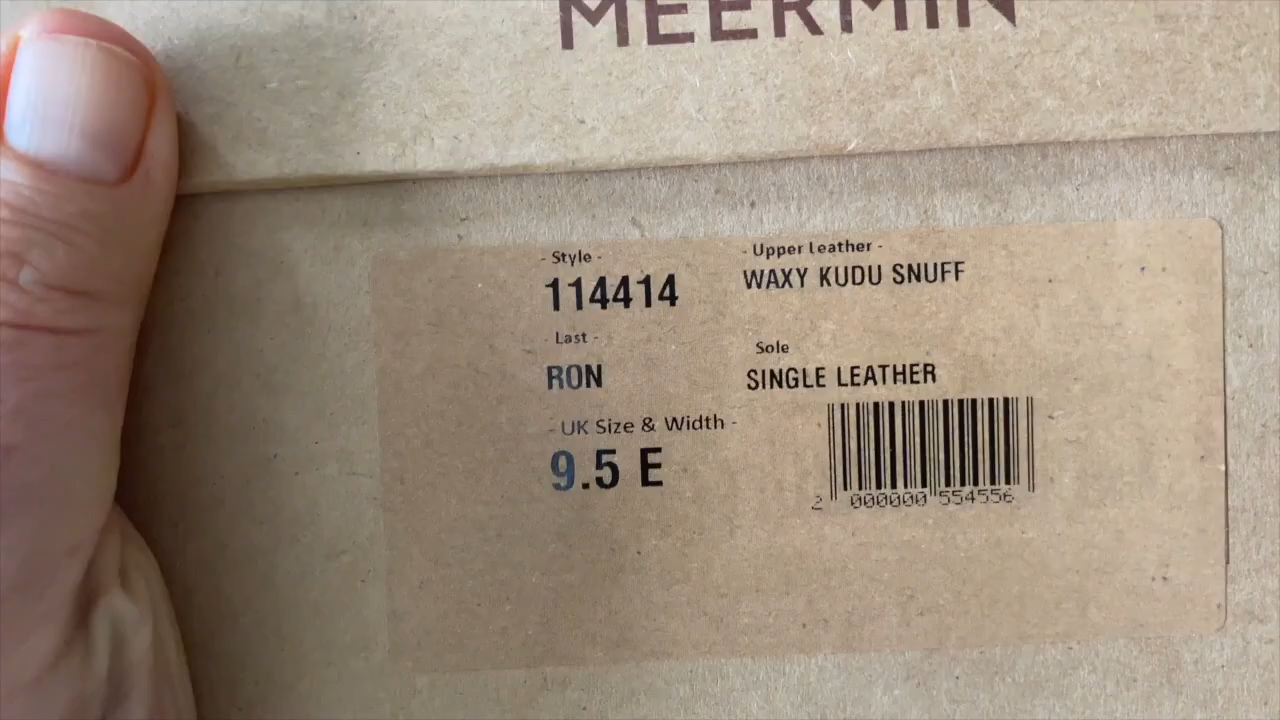 MEERMIN
- Style -
114414
- Upper Leather -
WAXY KUDU SNUFF
- Last -
RON
Sole
SINGLE LEATHER
- UK Size & Width -
9.5 E
2 000000 554556